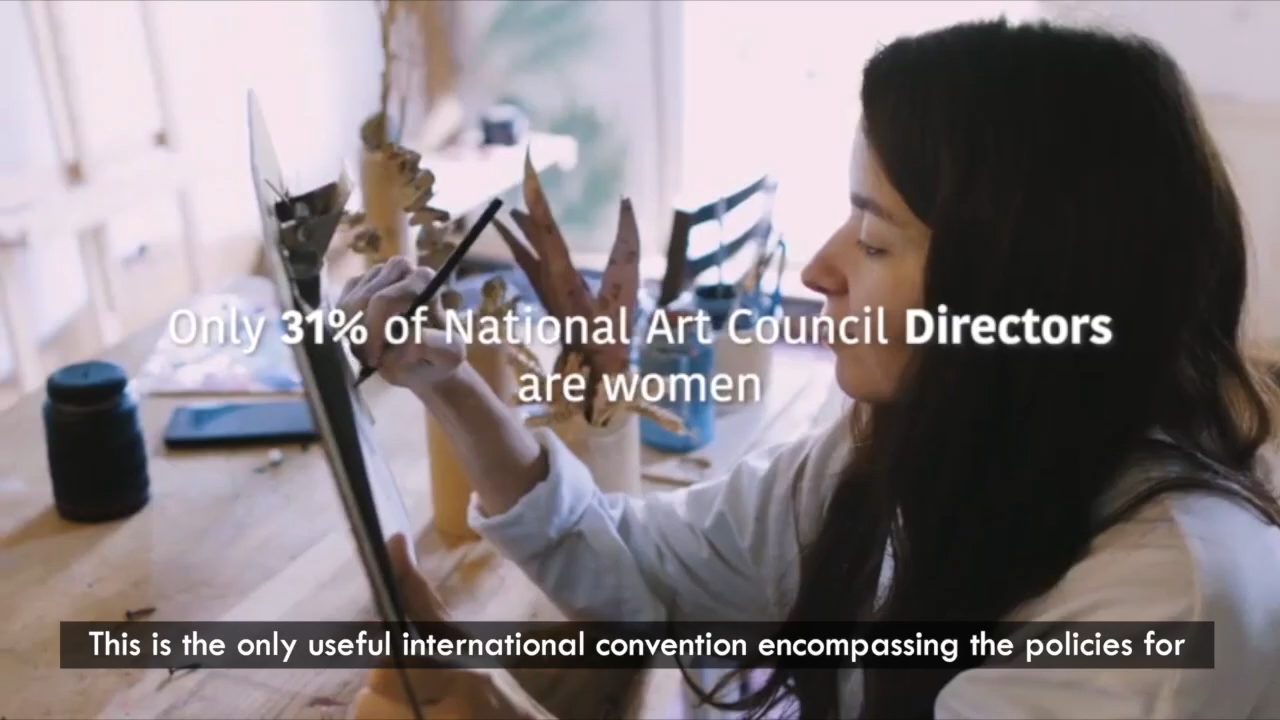 Only 31% of National Art Council Directors
are women
This is the only useful international convention encompassing the policies for